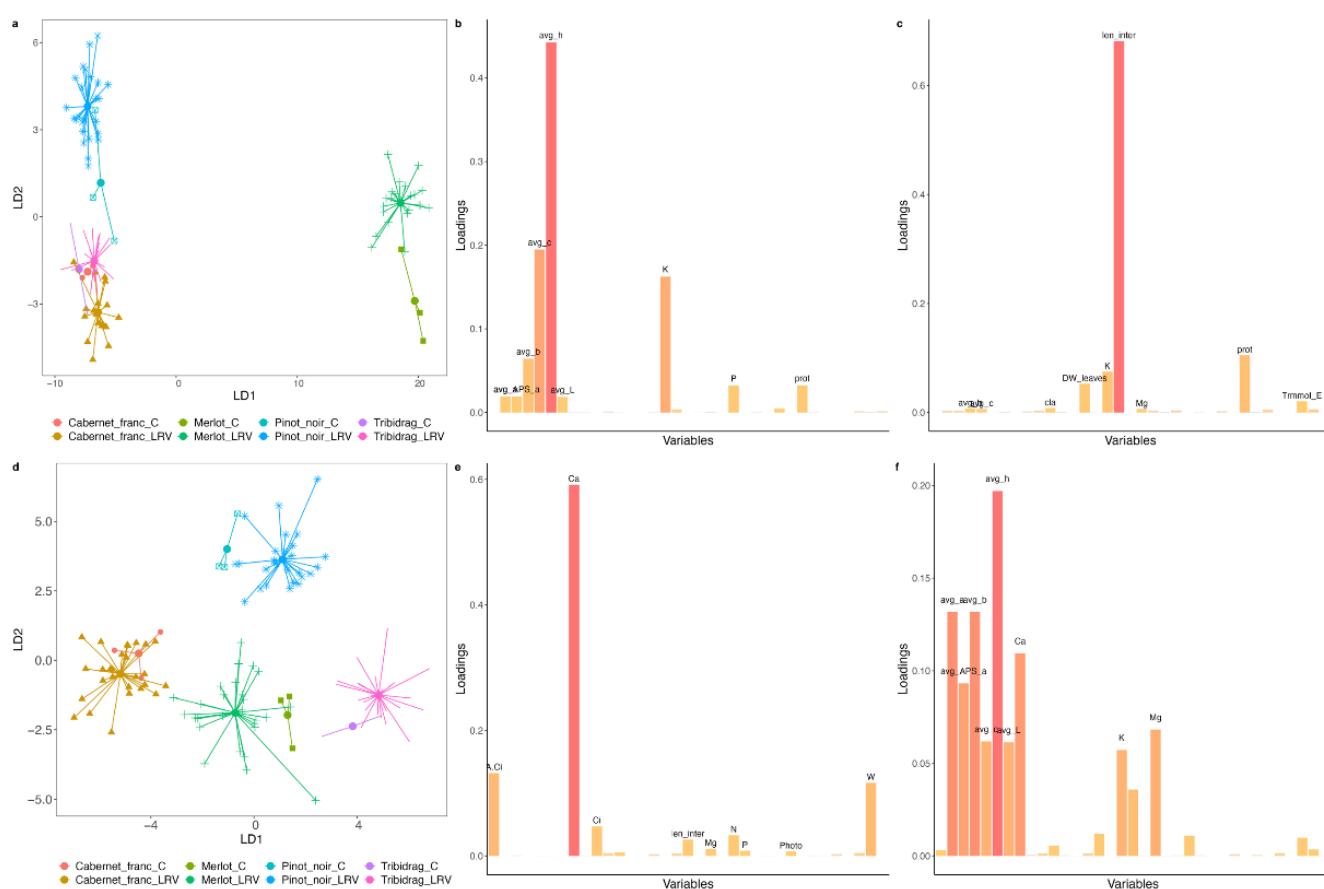 a
6
3
0
−3
−10
0
10
20
LD2
LD1
Cabernet_franc_C
Merlot_C
Pinot_noir_C
Tribidrag_C
Cabernet_franc_LRV
Merlot_LRV
Pinot_noir_LRV
Tribidrag_LRV
b
avg_h
avg_c
K
avg_b
APS_a
avg_L
P
prot
0.4
0.3
0.2
0.1
0.0
Loadings
Variables
c
len_inter
prot
K
DW_leaves
cla
Mg
Trmmol_E
0.6
0.4
0.2
0.0
Loadings
Variables
d
5.0
2.5
0.0
−2.5
−5.0
−4
0
4
LD2
LD1
Cabernet_franc_C
Merlot_C
Pinot_noir_C
Tribidrag_C
Cabernet_franc_LRV
Merlot_LRV
Pinot_noir_LRV
Tribidrag_LRV
e
Ca
A.Ci
Ci
len_inter
Mg
N
P
Photo
W
0.6
0.4
0.2
0.0
Loadings
Variables
f
avg_h
avg_b
Ca
APS_a
avg_L
K
Mg
0.20
0.15
0.10
0.05
0.00
Loadings
Variables